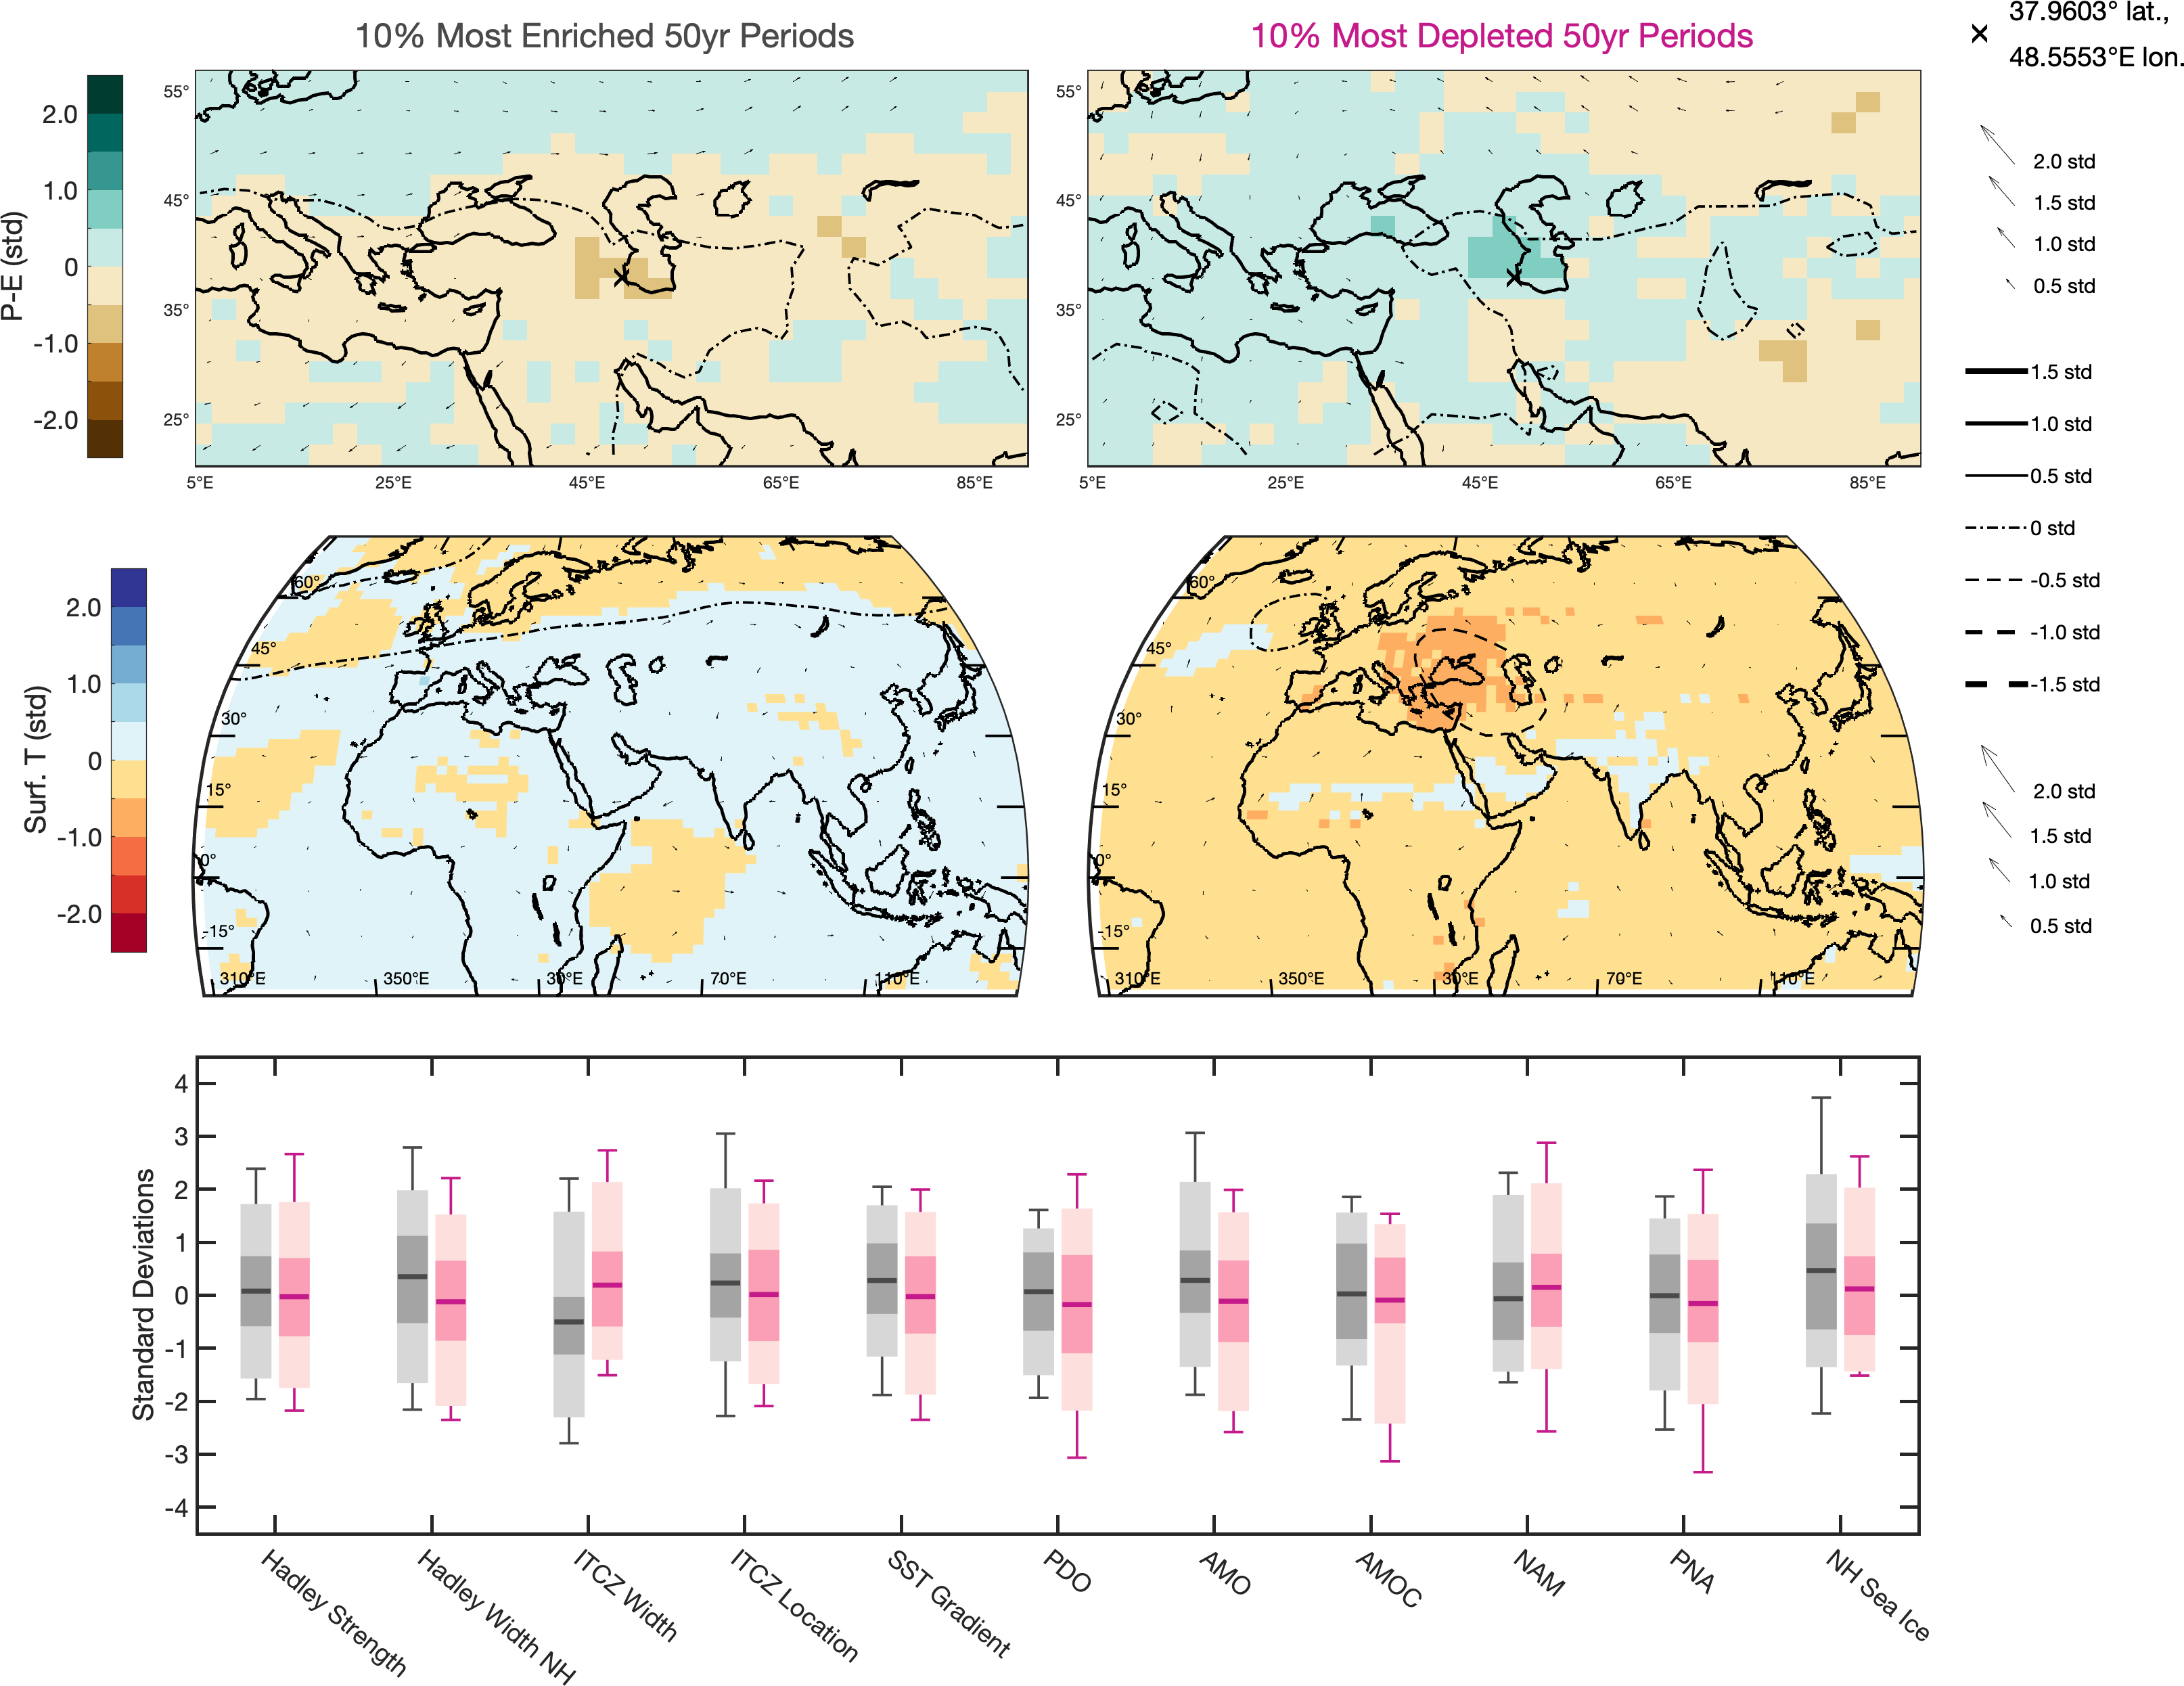 10% Most Enriched 50yr Periods
10% Most Depleted 50yr Periods
37.9603° lat.,
48.5553°E lon.
P-E (std)
2.0
1.0
0
-1.0
-2.0
55°
45°
35°
25°
5°E 25°E 45°E 65°E 85°E
55°
45°
35°
25°
5°E 25°E 45°E 65°E 85°E
2.0 std
1.5 std
1.0 std
0.5 std
1.5 std
1.0 std
0.5 std
0 std
-0.5 std
-1.0 std
-1.5 std
Surf. T (std)
2.0
1.0
0
-1.0
-2.0
60°
45°
30°
15°
0°
-15°
310°E 350°E 30°E 70°E 110°E
60°
45°
30°
15°
0°
-15°
310°E 350°E 30°E 70°E 110°E
2.0 std
1.5 std
1.0 std
0.5 std
Standard Deviations
4
3
2
1
0
-1
-2
-3
-4
Hadley Strength
Hadley Width NH
ITCZ Width
ITCZ Location
SST Gradient
PDO
AMO
AMOC
NAM
PNA
NH Sea Ice